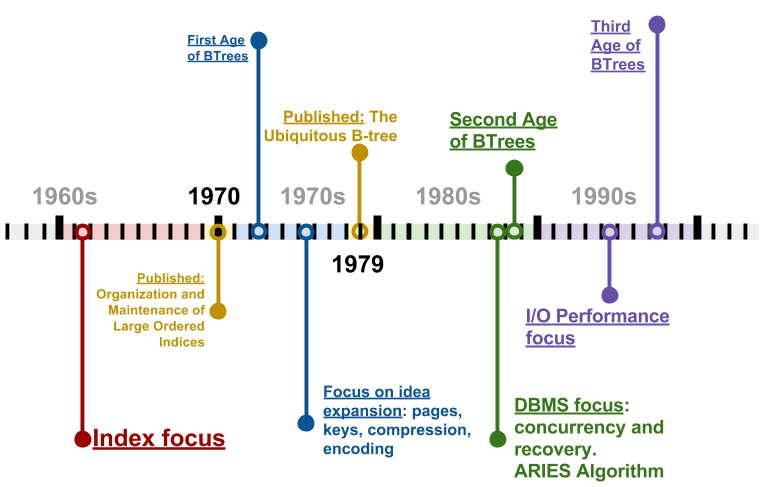 First Age
of BTrees
Third
Age of
BTrees
Published: The
Ubiquitous B-tree
Second Age
of BTrees
1960s
1970
1970s
1980s
1990s
1979
Published:
Organization and
Maintenance of
Large Ordered
Indices
I/O Performance
focus
Index focus
Focus on idea
expansion: pages,
keys, compression,
encoding
DBMS focus:
concurrency and
recovery.
ARIES Algorithm